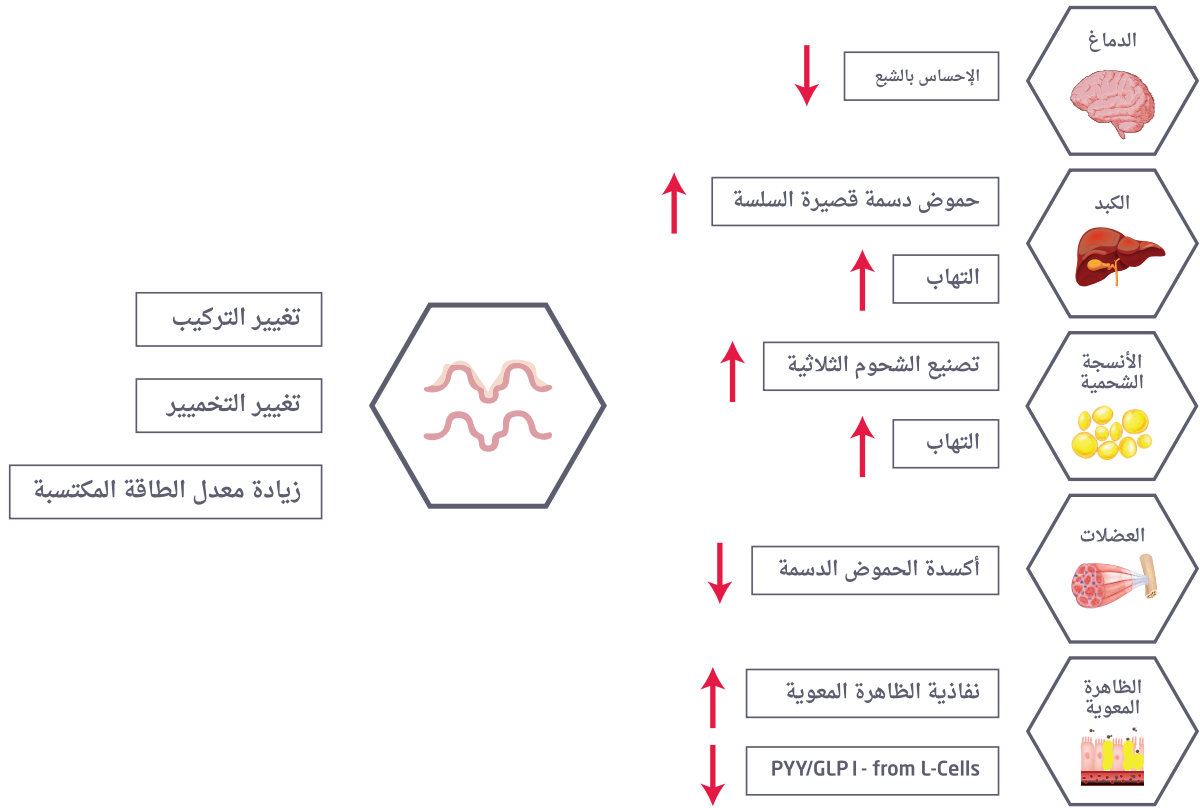 الدماغ
الإحساس بالشبع
الكبد
حموض دسمة قصيرة السلسة
التهاب
الأنسجة
الشحمية
تصنيع الشحوم الثلاثية
التهاب
العضلات
أكسدة الحموض الدسمة
الظاهرة
المعوية
نفاذية الظاهرة المعوية
PYY/GLP1- from L-Cells
تغيير التركيب
تغيير التخميير
زيادة معدل الطاقة المكتسبة